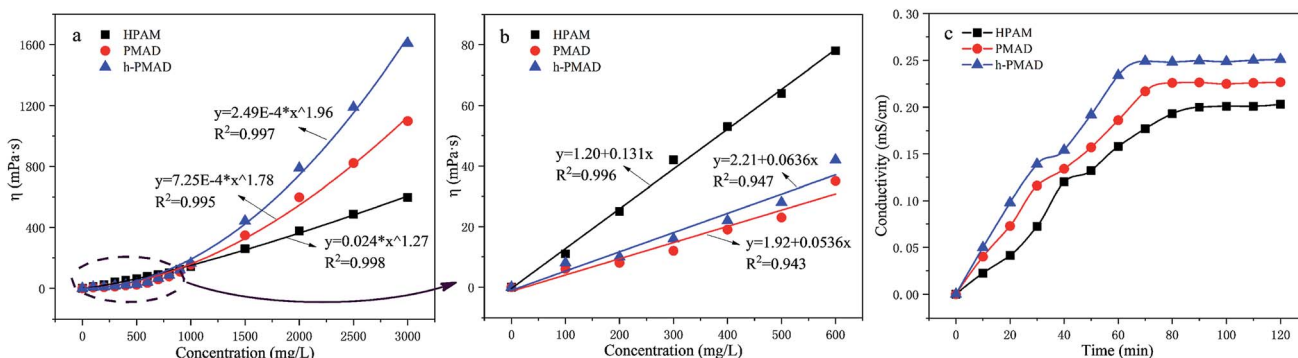 a
HPAM
PMAD
h-PMAD
y=2.49E-4*x^1.96
R²=0.997
y=7.25E-4*x^1.78
R²=0.995
y=0.024*x^1.27
R²=0.998
η (mPa·s)
1600
1200
800
400
0
0 500 1000 1500 2000 2500 3000
Concentration (mg/L)
b
HPAM
PMAD
h-PMAD
y=1.20+0.131x
R²=0.996
y=2.21+0.0636x
R²=0.947
y=1.92+0.0536x
R²=0.943
η (mPa·s)
80
60
40
20
0
0 100 200 300 400 500 600
Concentration (mg/L)
c
HPAM
PMAD
h-PMAD
Conductivity (mS/cm)
0.30
0.25
0.20
0.15
0.10
0.05
0.00
0 20 40 60 80 100 120
Time (min)